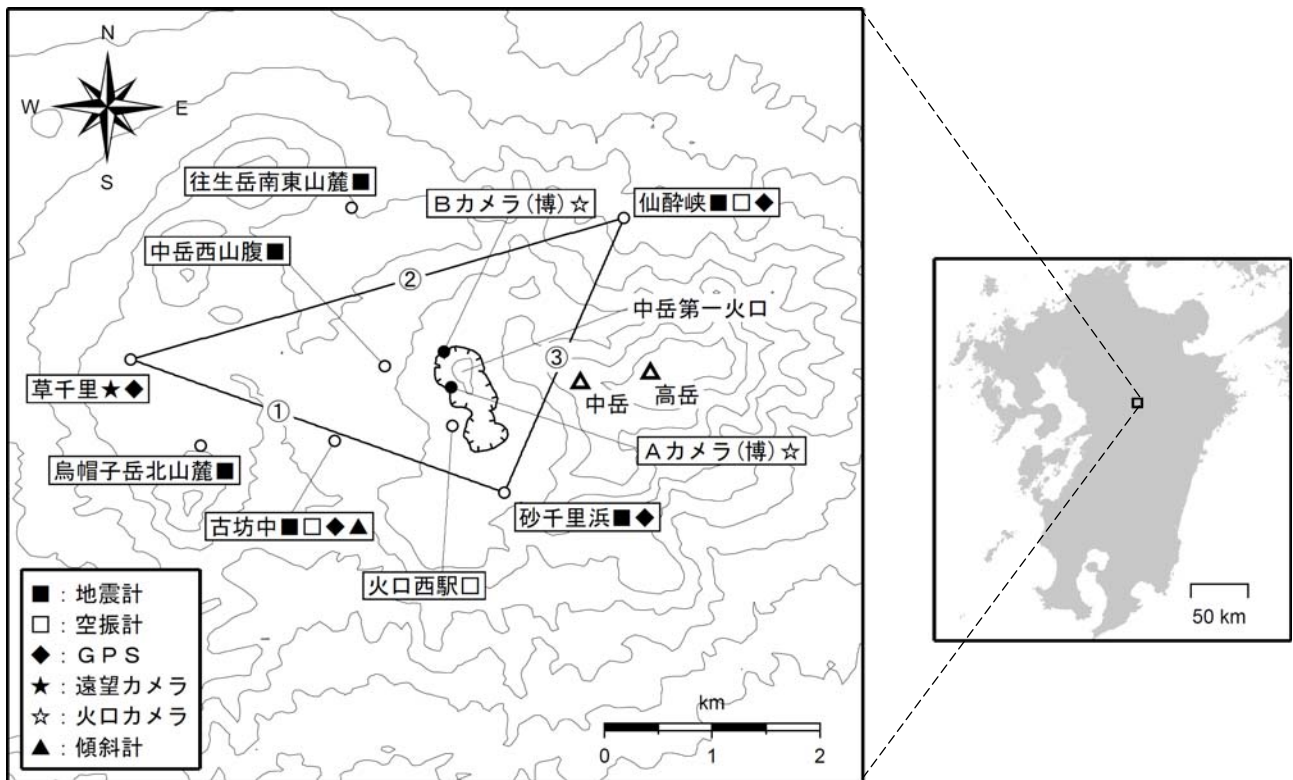 N
W
E
S
往生岳南東山麓■
Bカメラ(博)☆
仙酔峡■□◆
中岳西山腹■
②
中岳第一火口
③
中岳
高岳
草千里★◆
①
Aカメラ(博)☆
烏帽子岳北山麓■
古坊中■□◆▲
砂千里浜■◆
火口西駅□
■:地震計
□:空振計
◆:GPS
★:遠望カメラ
☆:火口カメラ
▲:傾斜計
km
0 1 2
50 km